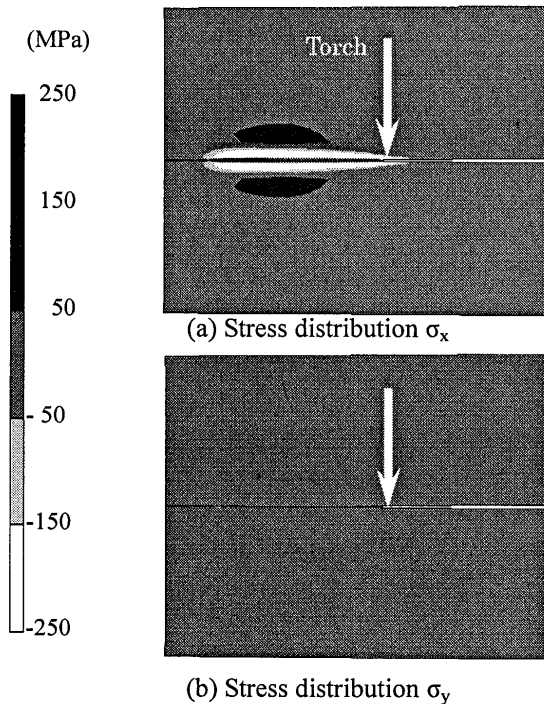 (MPa)
250
150
50
- 50
-150
-250
Torch
(a) Stress distribution σx
(b) Stress distribution σy